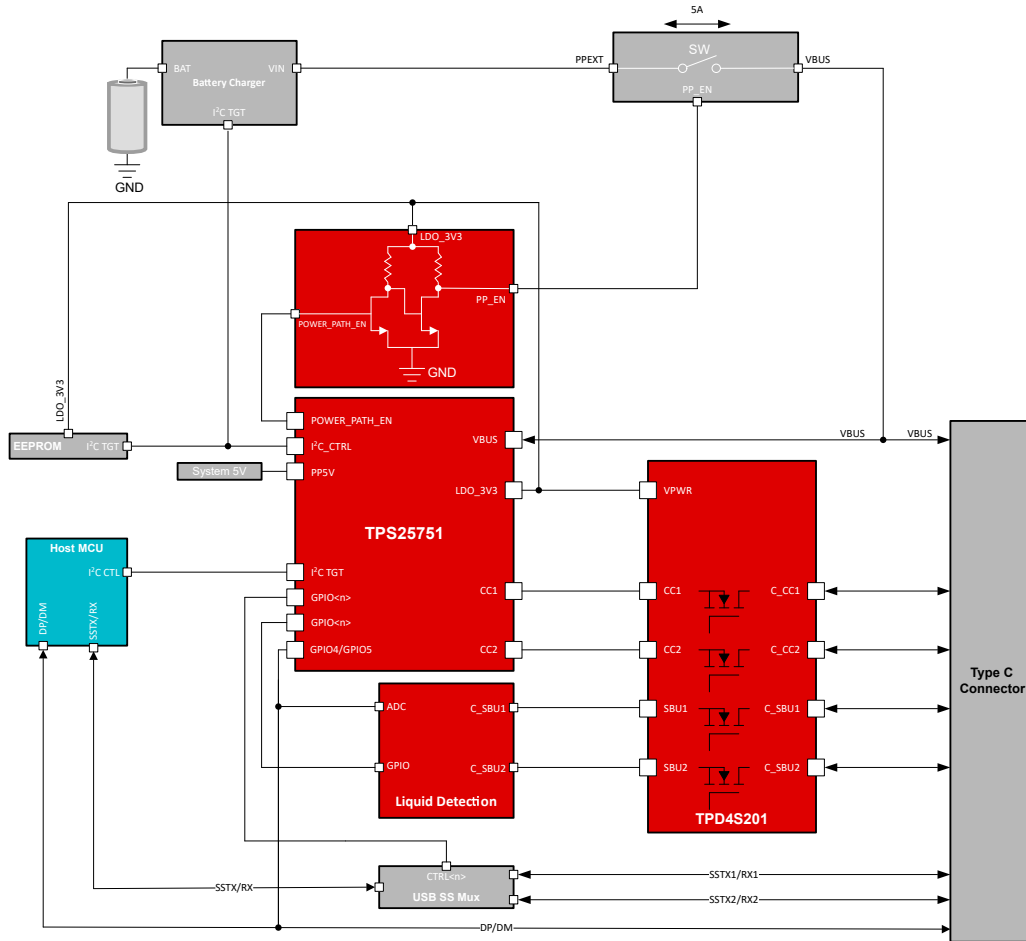 5A
SW
PPEXT
VBUS
PP_EN
BAT
VIN
Battery Charger
I²C TGT
GND
LDO_3V3
PP_EN
POWER_PATH_EN
GND
LDO_3V3
EEPROM
I²C TGT
System 5V
POWER_PATH_EN
I²C_CTRL
PP5V
VBUS
LDO_3V3
TPS25751
I²C TGT
GPIO<n>
GPIO<n>
GPIO4/GPIO5
CC1
CC2
VBUS
VBUS
Host MCU
I²C CTL
DP/DM
SSTX/RX
VPWR
CC1
C_CC1
CC2
C_CC2
SBU1
C_SBU1
SBU2
C_SBU2
TPD4S201
Type C
Connector
ADC
C_SBU1
GPIO
C_SBU2
Liquid Detection
CTRL<n>
USB SS Mux
SSTX/RX
SSTX1/RX1
SSTX2/RX2
DP/DM